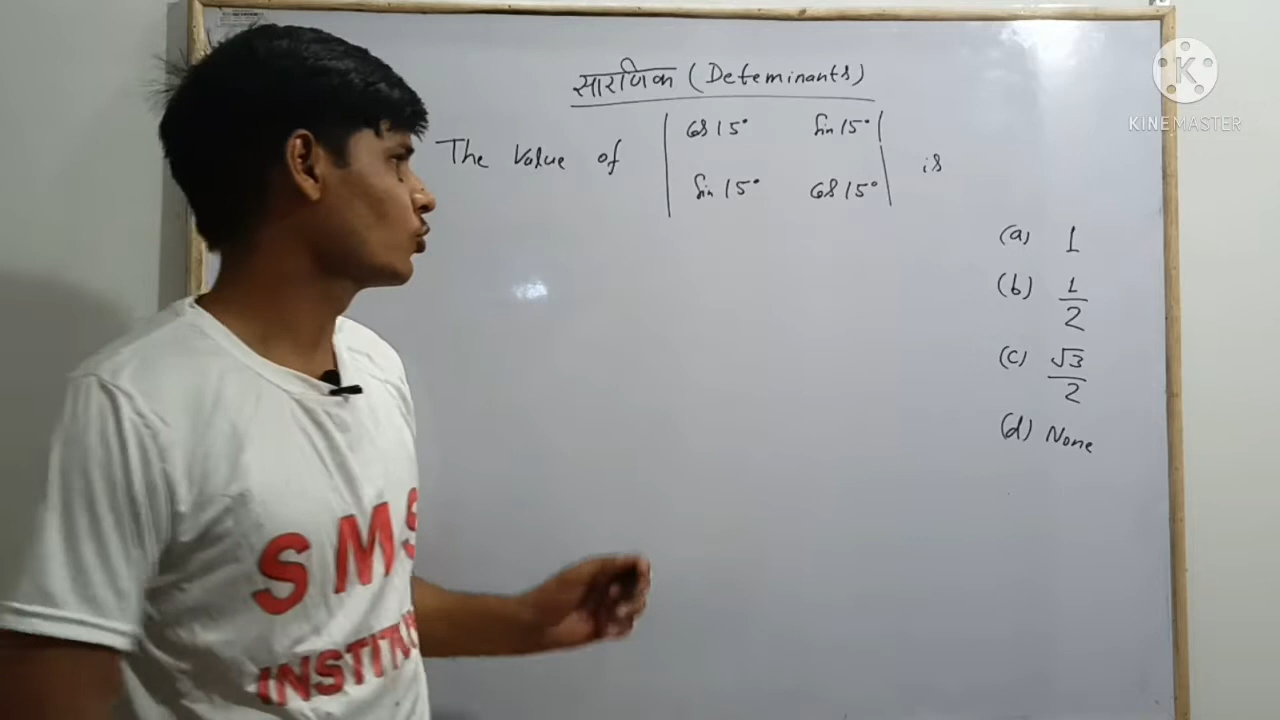 सारणिक (Deteminants)
The Value of | Cos 15° Sin 15° | is
| Sin 15° Cos 15° |
(a) 1
(b) 1/2
(c) √3/2
(d) None
K
KINEMASTER
SMS
INSTITU